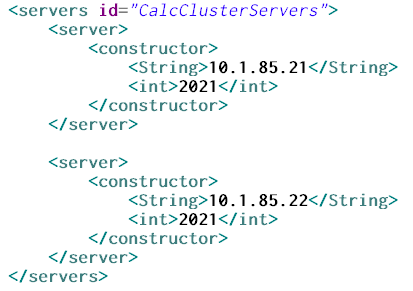 <servers id="CalcClusterServers">
<server>
<constructor>
<String>10.1.85.21</String>
<int>2021</int>
</constructor>
</server>
<server>
<constructor>
<String>10.1.85.22</String>
<int>2021</int>
</constructor>
</server>
</servers>